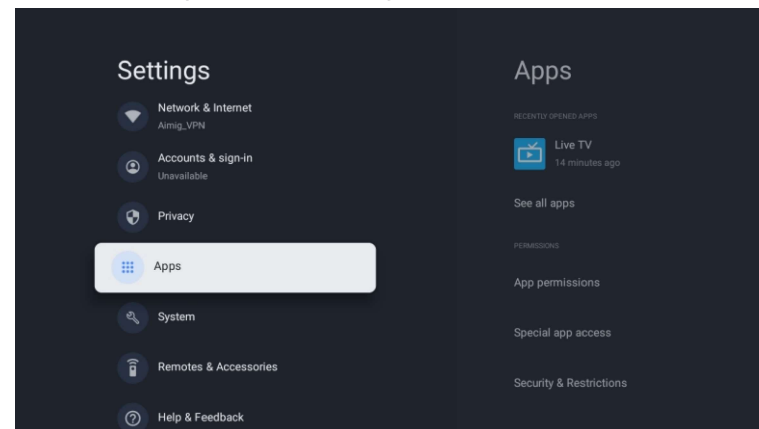 Settings
Network & Internet
Aimig_VPN
Accounts & sign-in
Unavailable
Privacy
Apps
System
Remotes & Accessories
Help & Feedback
Apps
RECENTLY OPENED APPS
Live TV
14 minutes ago
See all apps
PERMISSIONS
App permissions
Special app access
Security & Restrictions